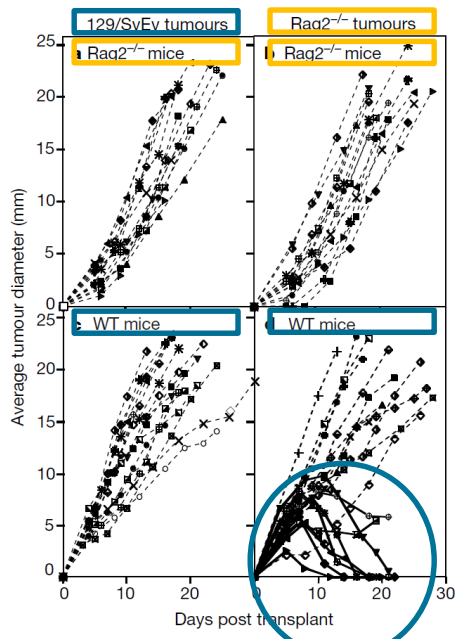 129/SvEv tumours
Rag2⁻/⁻ tumours
25
a Rag2⁻/⁻ mice
b Rag2⁻/⁻ mice
20
15
10
5
0
c WT mice
d WT mice
25
20
15
10
5
0
Average tumour diameter (mm)
0 10 20 0 10 20 30
Days post transplant